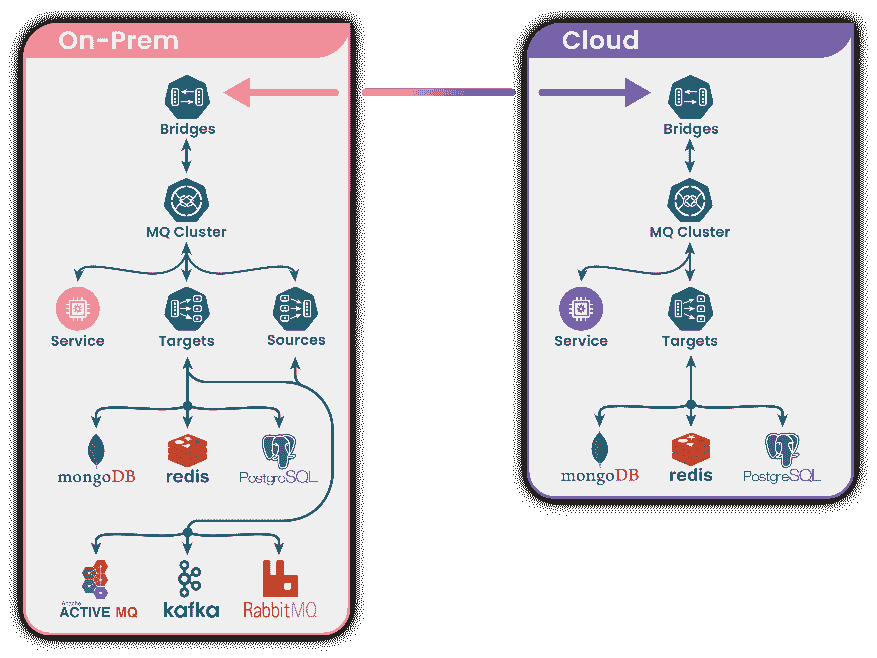 On-Prem
Bridges
MQ Cluster
Service
Targets
Sources
mongoDB
redis
PostgreSQL
Apache
ACTIVE MQ
kafka
RabbitMQ
Cloud
Bridges
MQ Cluster
Service
Targets
mongoDB
redis
PostgreSQL